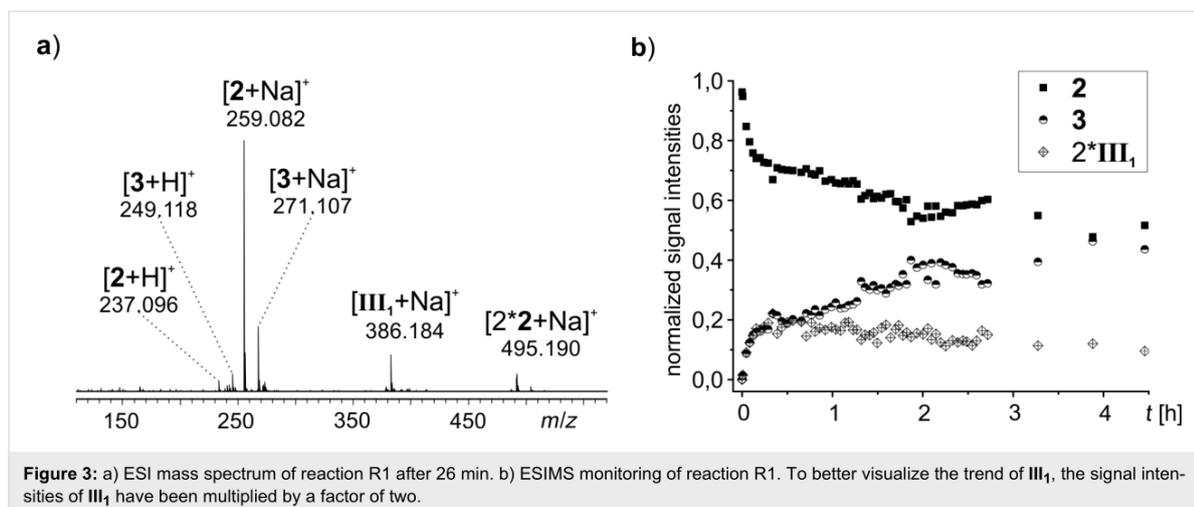 a)
[2+Na]⁺
259.082
[3+H]⁺
249.118
[3+Na]⁺
271.107
[2+H]⁺
237.096
[III₁+Na]⁺
386.184
[2*2+Na]⁺
495.190
150 250 350 450 m/z
b)
normalized signal intensities
1,0
0,8
0,6
0,4
0,2
0,0
0 1 2 3 4 t [h]
2
3
2*III₁
Figure 3: a) ESI mass spectrum of reaction R1 after 26 min. b) ESIMS monitoring of reaction R1. To better visualize the trend of III₁, the signal inten-
sities of III₁ have been multiplied by a factor of two.